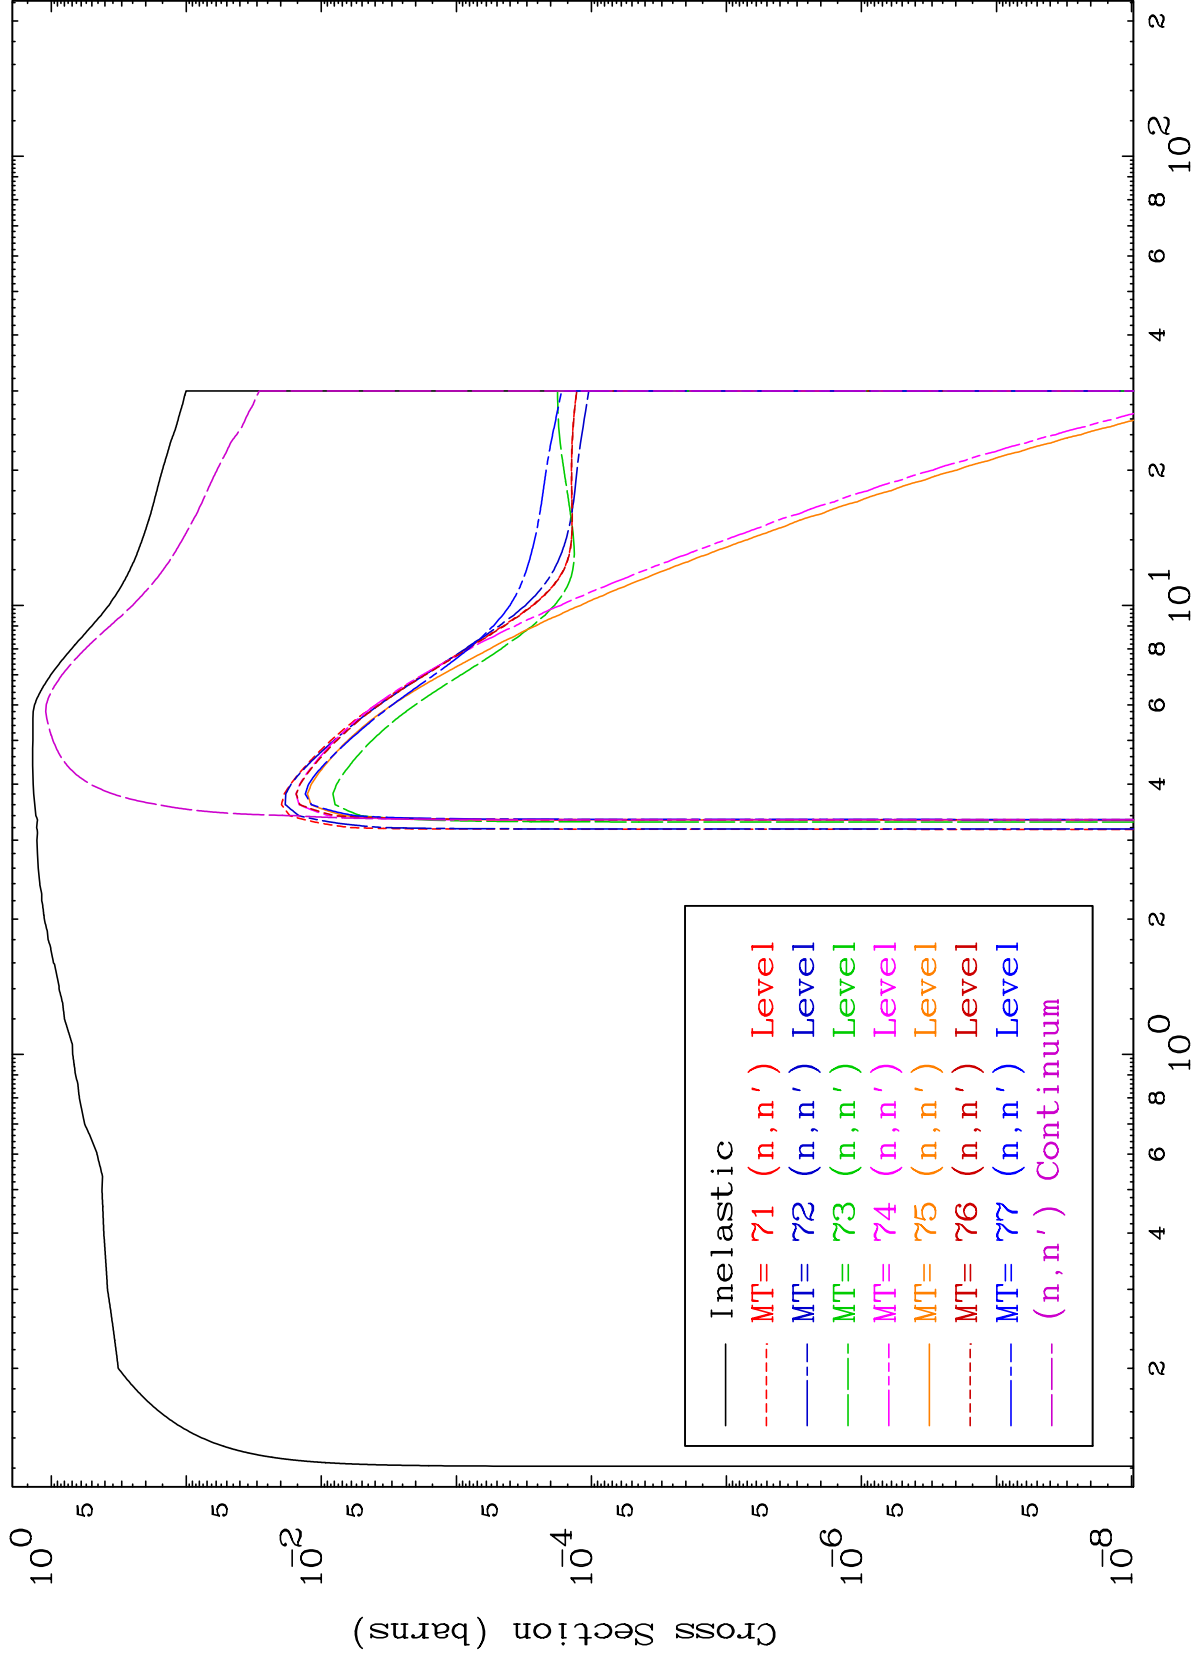 Cross Section (barns)
10^0
5
5
10^-2
5
5
10^-4
5
5
10^-6
5
5
10^-8
2
4
6
8
10^0
2
4
6
8
10^1
2
4
6
8
10^2
2
Inelastic
MT= 71 (n,n') Level
MT= 72 (n,n') Level
MT= 73 (n,n') Level
MT= 74 (n,n') Level
MT= 75 (n,n') Level
MT= 76 (n,n') Level
MT= 77 (n,n') Level
(n,n') Continuum